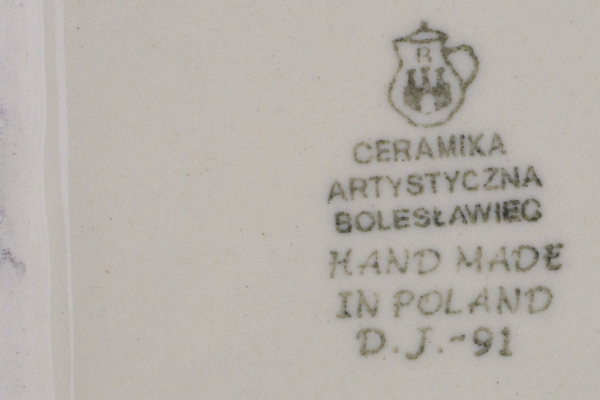 B
CERAMIKA
ARTYSTYCZNA
BOLESŁAWIEC
HAND MADE
IN POLAND
D.J.-91